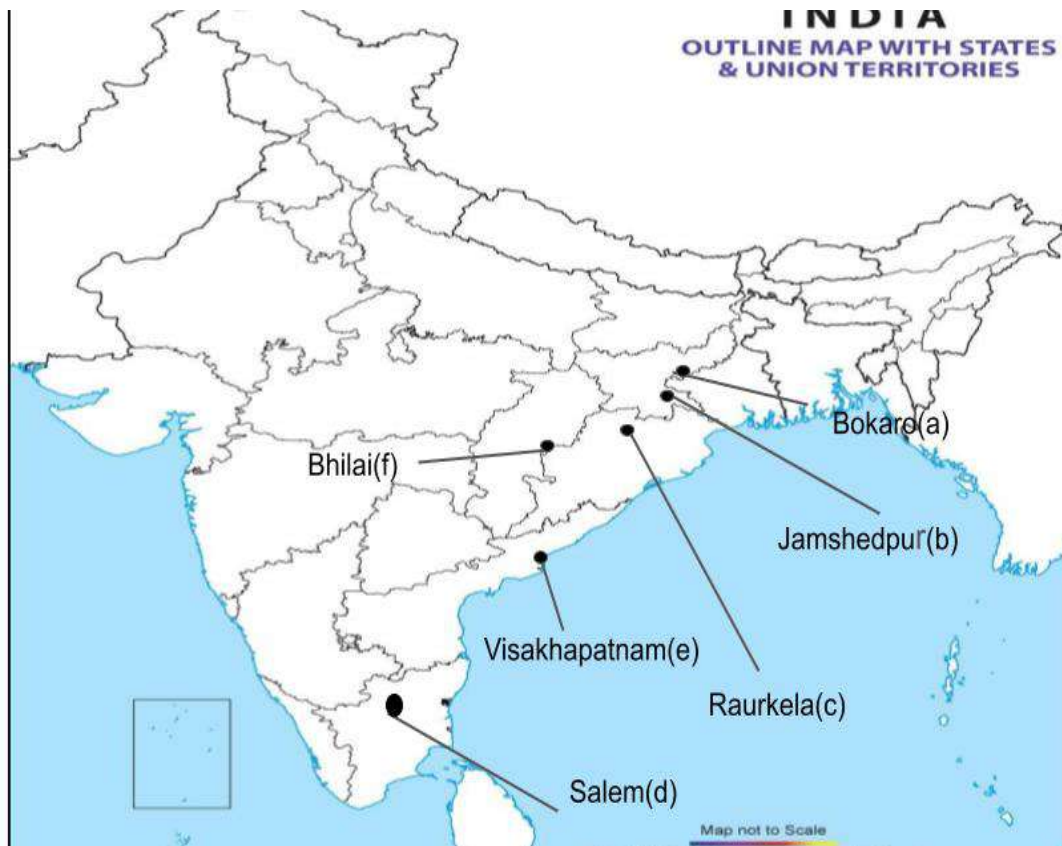 INDIA
OUTLINE MAP WITH STATES
& UNION TERRITORIES
Bokaro(a)
Bhilai(f)
Jamshedpur(b)
Visakhapatnam(e)
Raurkela(c)
Salem(d)
Map not to Scale